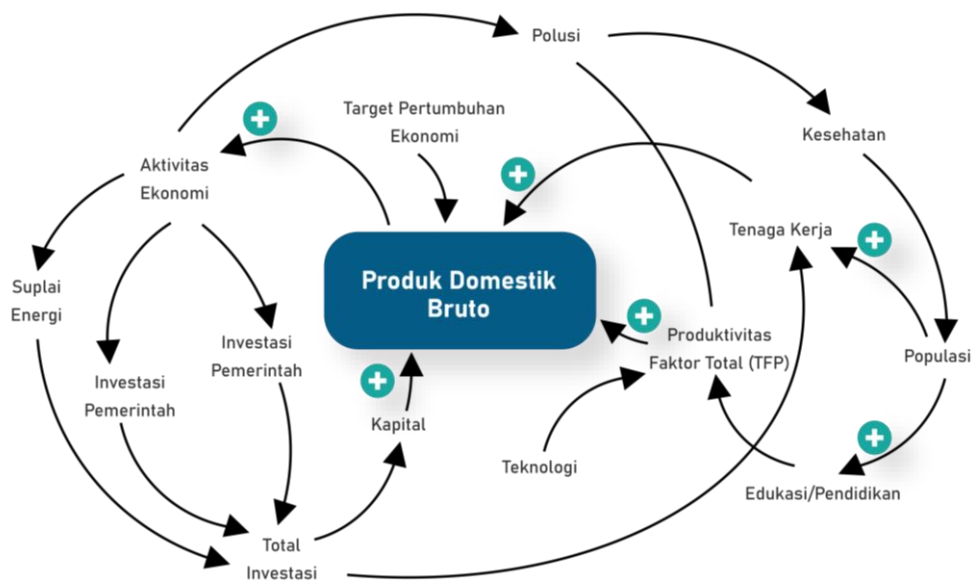 Polusi
Target Pertumbuhan
Ekonomi
Kesehatan
Aktivitas
Ekonomi
Tenaga Kerja
Produk Domestik
Bruto
Suplai
Energi
Investasi
Pemerintah
Produktivitas
Faktor Total (TFP)
Populasi
Investasi
Pemerintah
Kapital
Teknologi
Edukasi/Pendidikan
Total
Investasi